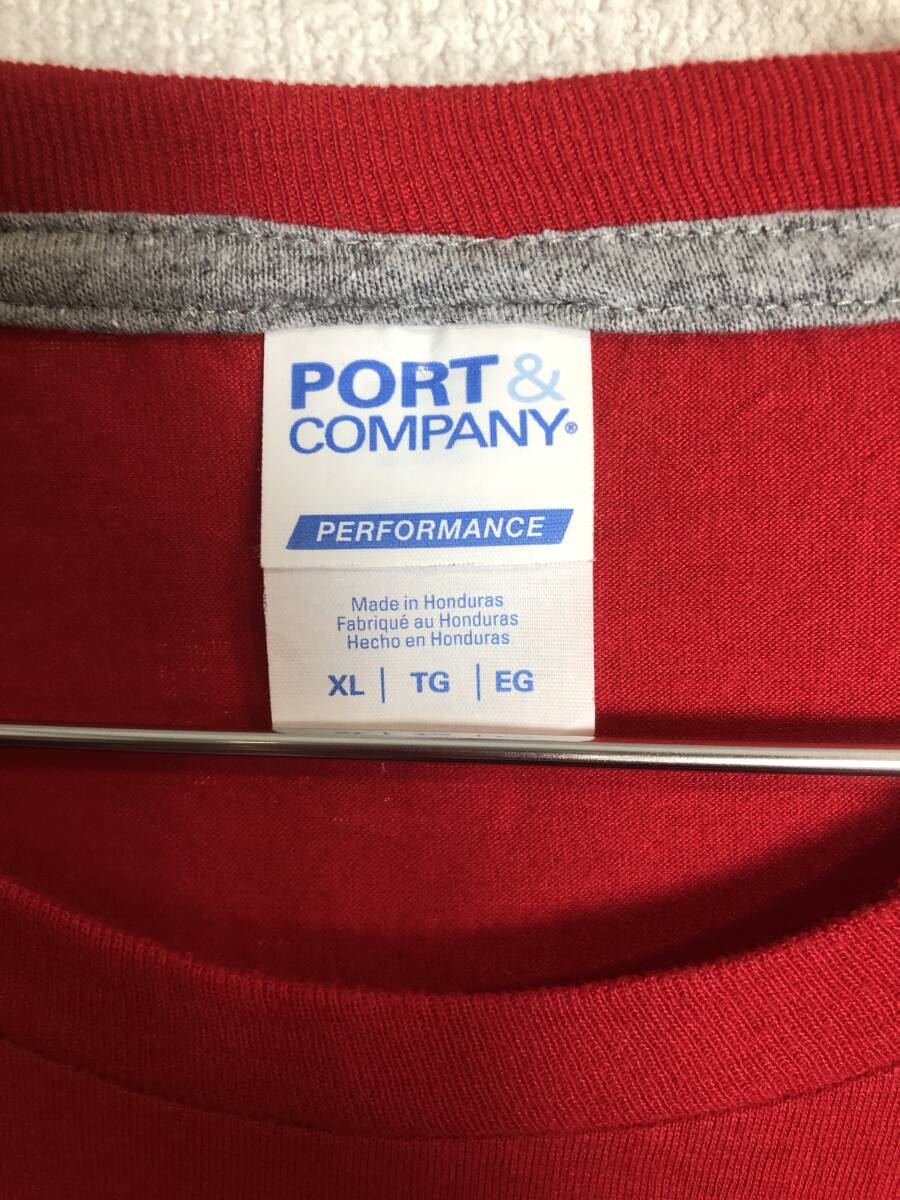 PORT &
COMPANY®
PERFORMANCE
Made in Honduras
Fabriqué au Honduras
Hecho en Honduras
XL | TG | EG